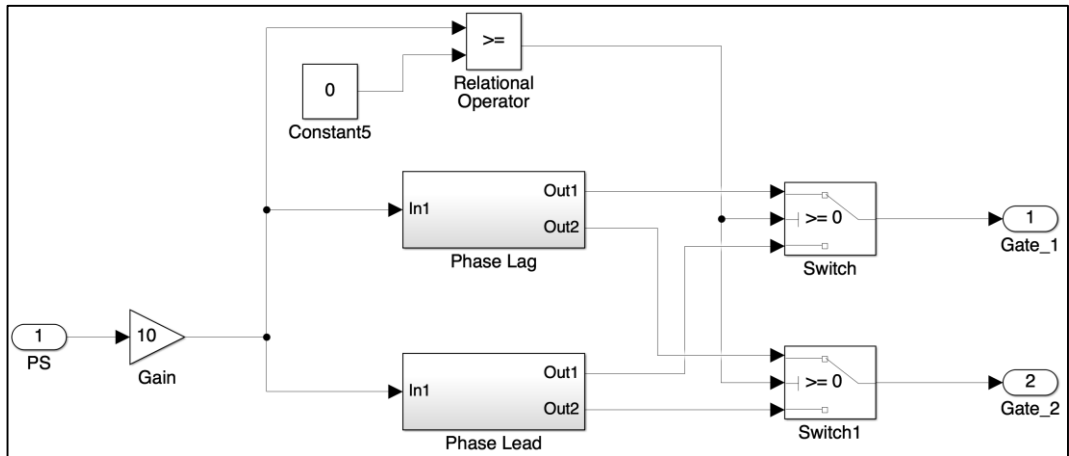 >=
Relational
Operator
0
Constant5
In1
Out1
Out2
Phase Lag
>= 0
Switch
1
Gate_1
1
PS
10
Gain
In1
Out1
Out2
Phase Lead
>= 0
Switch1
2
Gate_2